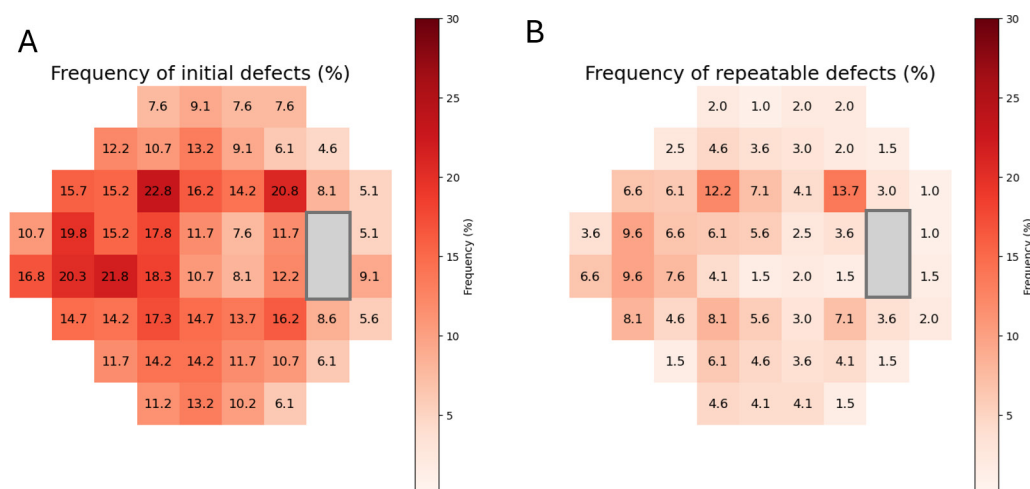 A
Frequency of initial defects (%)
7.6 9.1 7.6 7.6
12.2 10.7 13.2 9.1 6.1 4.6
15.7 15.2 22.8 16.2 14.2 20.8 8.1 5.1
10.7 19.8 15.2 17.8 11.7 7.6 11.7 5.1
16.8 20.3 21.8 18.3 10.7 8.1 12.2 9.1
14.7 14.2 17.3 14.7 13.7 16.2 8.6 5.6
11.7 14.2 14.2 11.7 10.7 6.1
11.2 13.2 10.2 6.1
30
25
20
15
10
5
Frequency (%)
B
Frequency of repeatable defects (%)
2.0 1.0 2.0 2.0
2.5 4.6 3.6 3.0 2.0 1.5
6.6 6.1 12.2 7.1 4.1 13.7 3.0 1.0
3.6 9.6 6.6 6.1 5.6 2.5 3.6 1.0
6.6 9.6 7.6 4.1 1.5 2.0 1.5 1.5
8.1 4.6 8.1 5.6 3.0 7.1 3.6 2.0
1.5 6.1 4.6 3.6 4.1 1.5
4.6 4.1 4.1 1.5
30
25
20
15
10
5
Frequency (%)